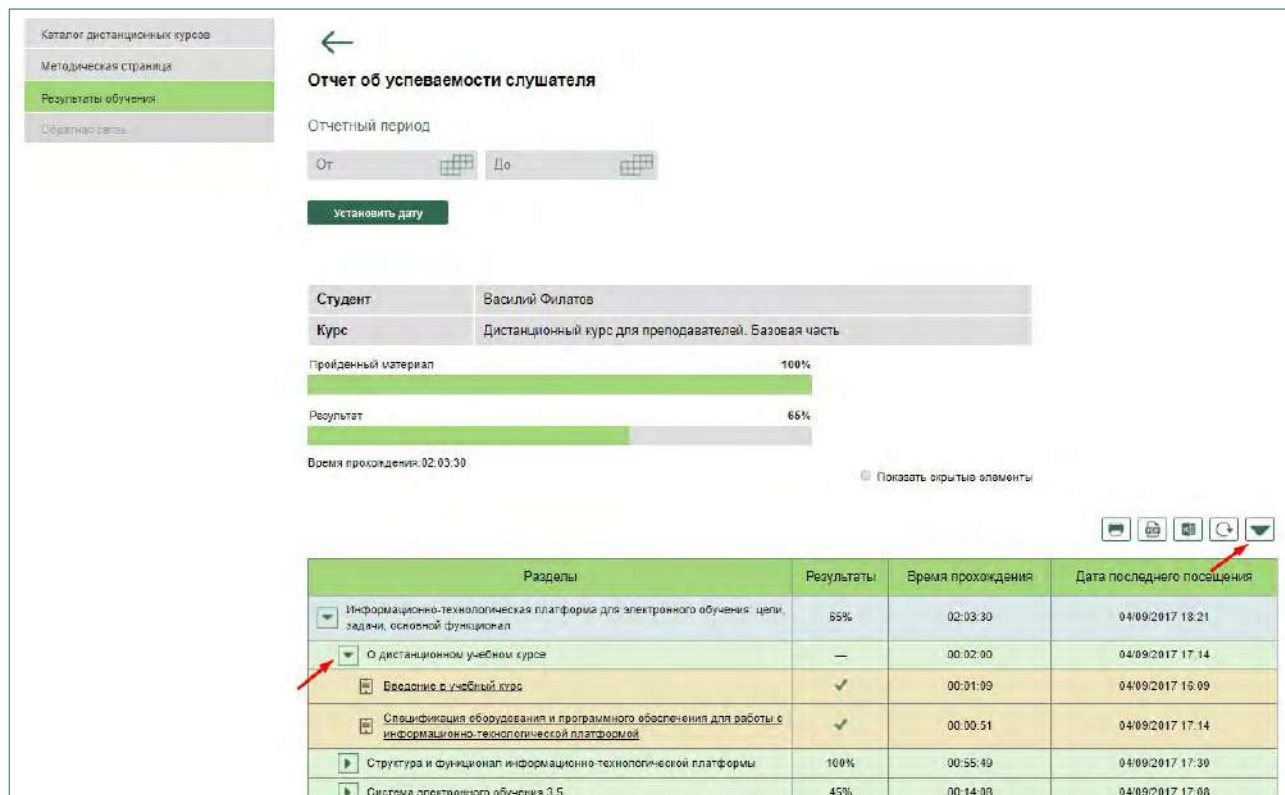 Каталог дистанционных курсов
Методическая страница
Результаты обучения
Обратная связь
Отчет об успеваемости слушателя
Отчетный период
От
До
Установить дату
Студент Василий Филатов
Курс Дистанционный курс для преподавателей. Базовая часть
Пройденный материал 100%
Результат 65%
Время прохождения:02:03:30
Показать скрытые элементы
Разделы Результаты Время прохождения Дата последнего посещения
Информационно-технологическая платформа для электронного обучения: цели,
задачи, основной функционал 65% 02:03:30 04/09/2017 18:21
О дистанционном учебном курсе — 00:02:00 04/09/2017 17:14
Введение в учебный курс 00:01:09 04/09/2017 16:09
Спецификация оборудования и программного обеспечения для работы с
информационно-технологической платформой 00:00:51 04/09/2017 17:14
Структура и функционал информационно-технологической платформы 100% 00:55:49 04/09/2017 17:30
Система электронного обучения 3.5 45% 00:14:08 04/09/2017 17:08